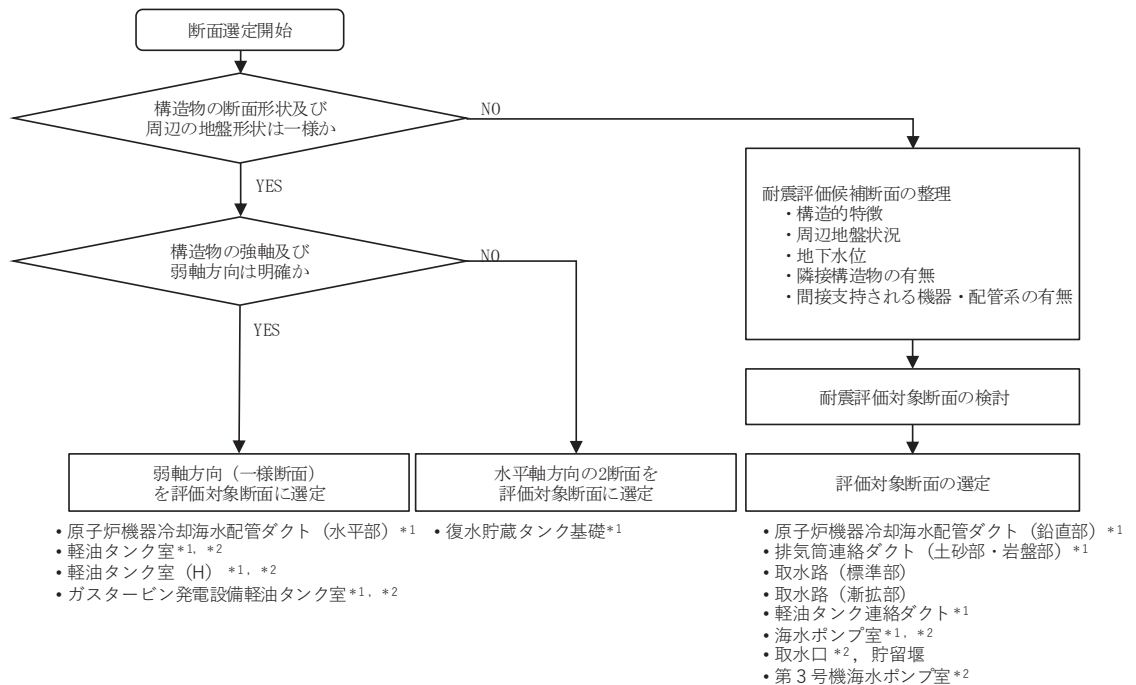 断面選定開始
構造物の断面形状及び
周辺の地盤形状は一様か
NO
YES
構造物の強軸及び
弱軸方向は明確か
NO
YES
耐震評価候補断面の整理
・構造的特徴
・周辺地盤状況
・地下水位
・隣接構造物の有無
・間接支持される機器・配管系の有無
耐震評価対象断面の検討
弱軸方向（一様断面）
を評価対象断面に選定
水平軸方向の2断面を
評価対象断面に選定
評価対象断面の選定
• 原子炉機器冷却海水配管ダクト（水平部）*1
• 軽油タンク室*1, *2
• 軽油タンク室（H）*1, *2
• ガスタービン発電設備軽油タンク室*1, *2
• 復水貯蔵タンク基礎*1
• 原子炉機器冷却海水配管ダクト（鉛直部）*1
• 排気筒連絡ダクト（土砂部・岩盤部）*1
• 取水路（標準部）
• 取水路（漸拡部）
• 軽油タンク連絡ダクト*1
• 海水ポンプ室*1, *2
• 取水口*2，貯留堰
• 第３号機海水ポンプ室*2